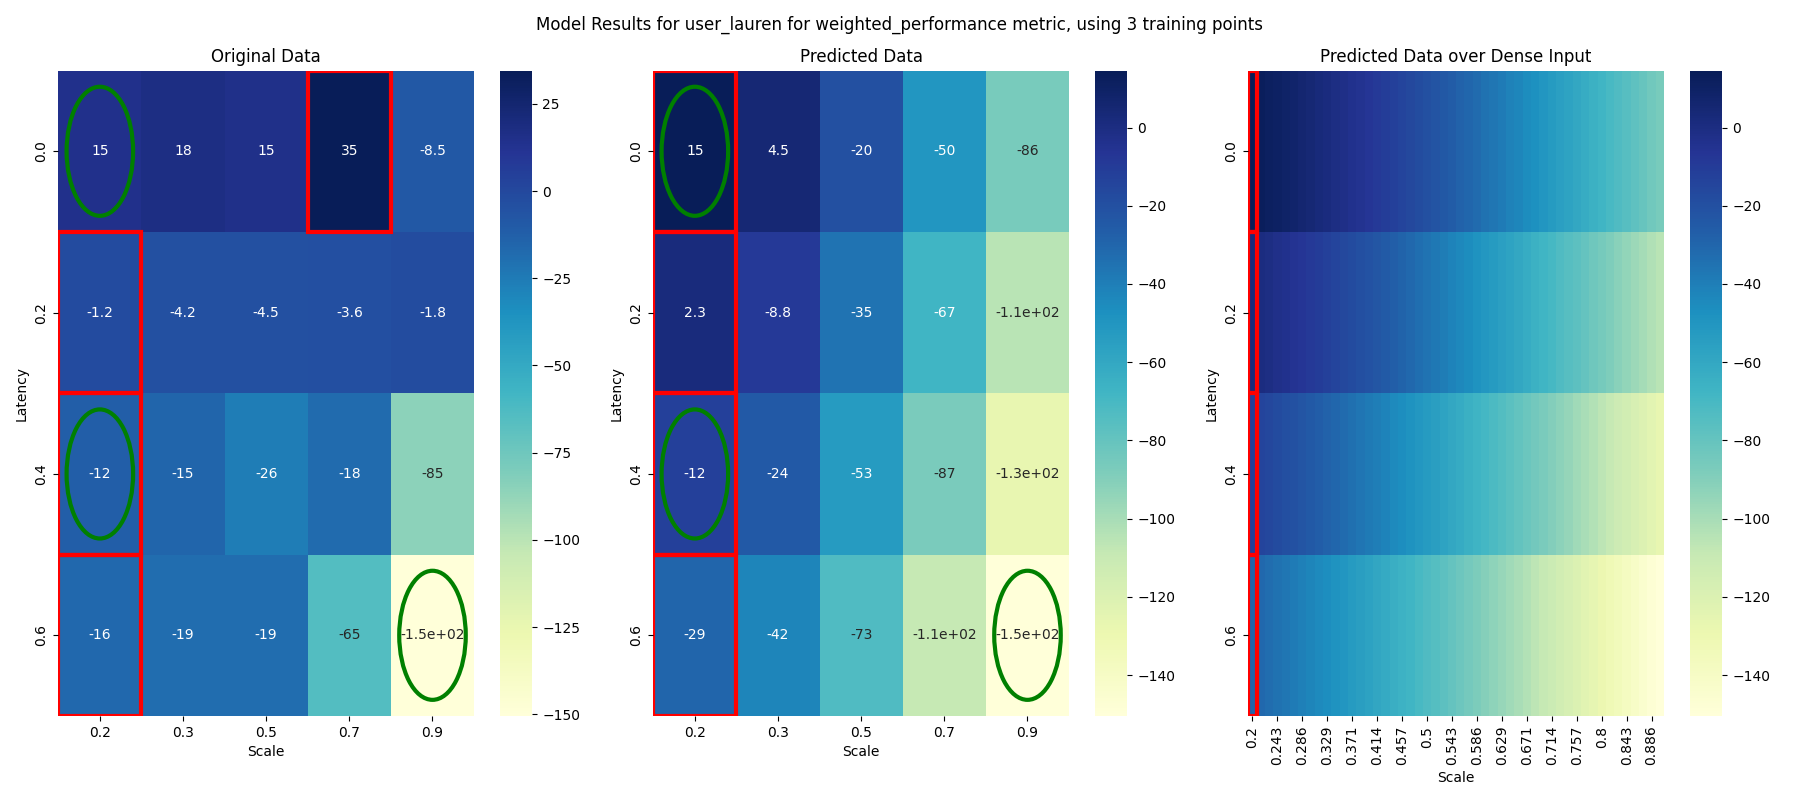 Model Results for user_lauren for weighted_performance metric, using 3 training points
Original Data
Latency
0.0
0.2
0.4
0.6
15 18 15 35 -8.5
-1.2 -4.2 -4.5 -3.6 -1.8
-12 -15 -26 -18 -85
-16 -19 -19 -65 -1.5e+02
0.2 0.3 0.5 0.7 0.9
Scale
25
0
−25
−50
−75
−100
−125
−150
Predicted Data
Latency
0.0
0.2
0.4
0.6
15 4.5 -20 -50 -86
2.3 -8.8 -35 -67 -1.1e+02
-12 -24 -53 -87 -1.3e+02
-29 -42 -73 -1.1e+02 -1.5e+02
0.2 0.3 0.5 0.7 0.9
Scale
0
−20
−40
−60
−80
−100
−120
−140
Predicted Data over Dense Input
Latency
0.0
0.2
0.4
0.6
0.2 0.243 0.286 0.329 0.371 0.414 0.457 0.5 0.543 0.586 0.629 0.671 0.714 0.757 0.8 0.843 0.886
Scale
0
−20
−40
−60
−80
−100
−120
−140